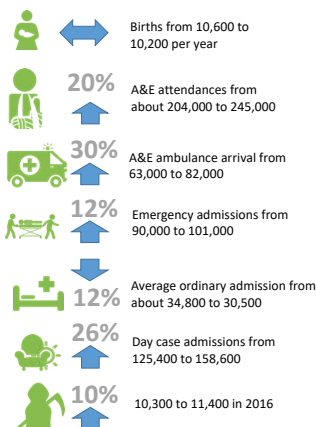 Births from 10,600 to
10,200 per year
20%
A&E attendances from
about 204,000 to 245,000
30%
A&E ambulance arrival from
63,000 to 82,000
12%
Emergency admissions from
90,000 to 101,000
Average ordinary admission from
about 34,800 to 30,500
12%
26%
Day case admissions from
125,400 to 158,600
10%
10,300 to 11,400 in 2016